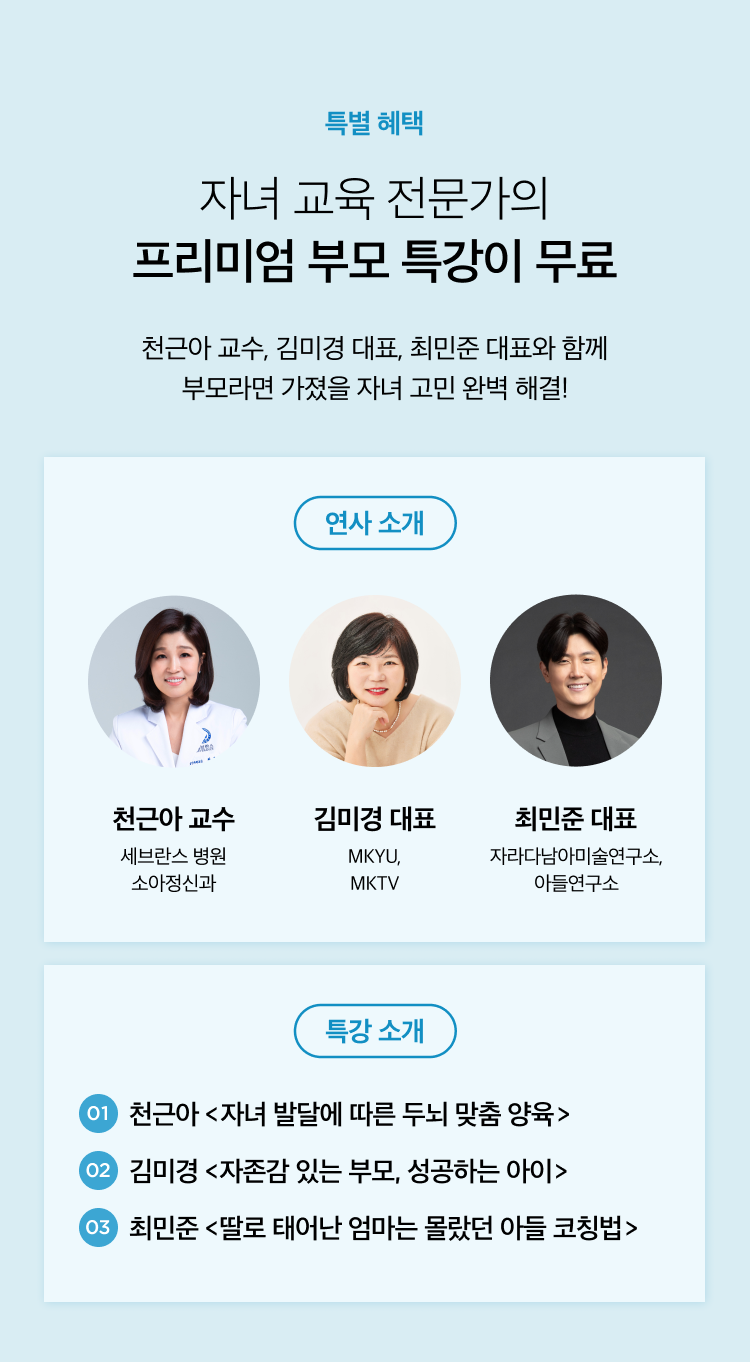 특별 혜택
자녀 교육 전문가의
프리미엄 부모 특강이 무료
천근아 교수, 김미경 대표, 최민준 대표와 함께
부모라면 가졌을 자녀 고민 완벽 해결!
연사 소개
천근아 교수
세브란스 병원
소아정신과
김미경 대표
MKYU,
MKTV
최민준 대표
자라다남아미술연구소,
아들연구소
특강 소개
01 천근아 <자녀 발달에 따른 두뇌 맞춤 양육>
02 김미경 <자존감 있는 부모, 성공하는 아이>
03 최민준 <딸로 태어난 엄마는 몰랐던 아들 코칭법>